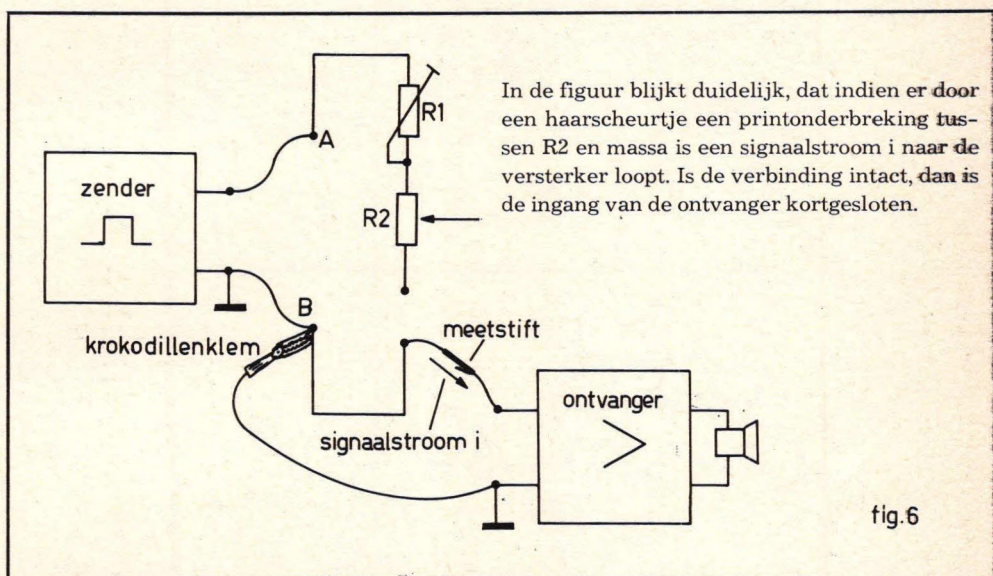 In de figuur blijkt duidelijk, dat indien er door
een haarscheurtje een printonderbreking tus-
sen R2 en massa is een signaalstroom i naar de
versterker loopt. Is de verbinding intact, dan is
de ingang van de ontvanger kortgesloten.
R1
A
zender
R2
B
krokodillenklem
meetstift
ontvanger
signaalstroom i
fig.6